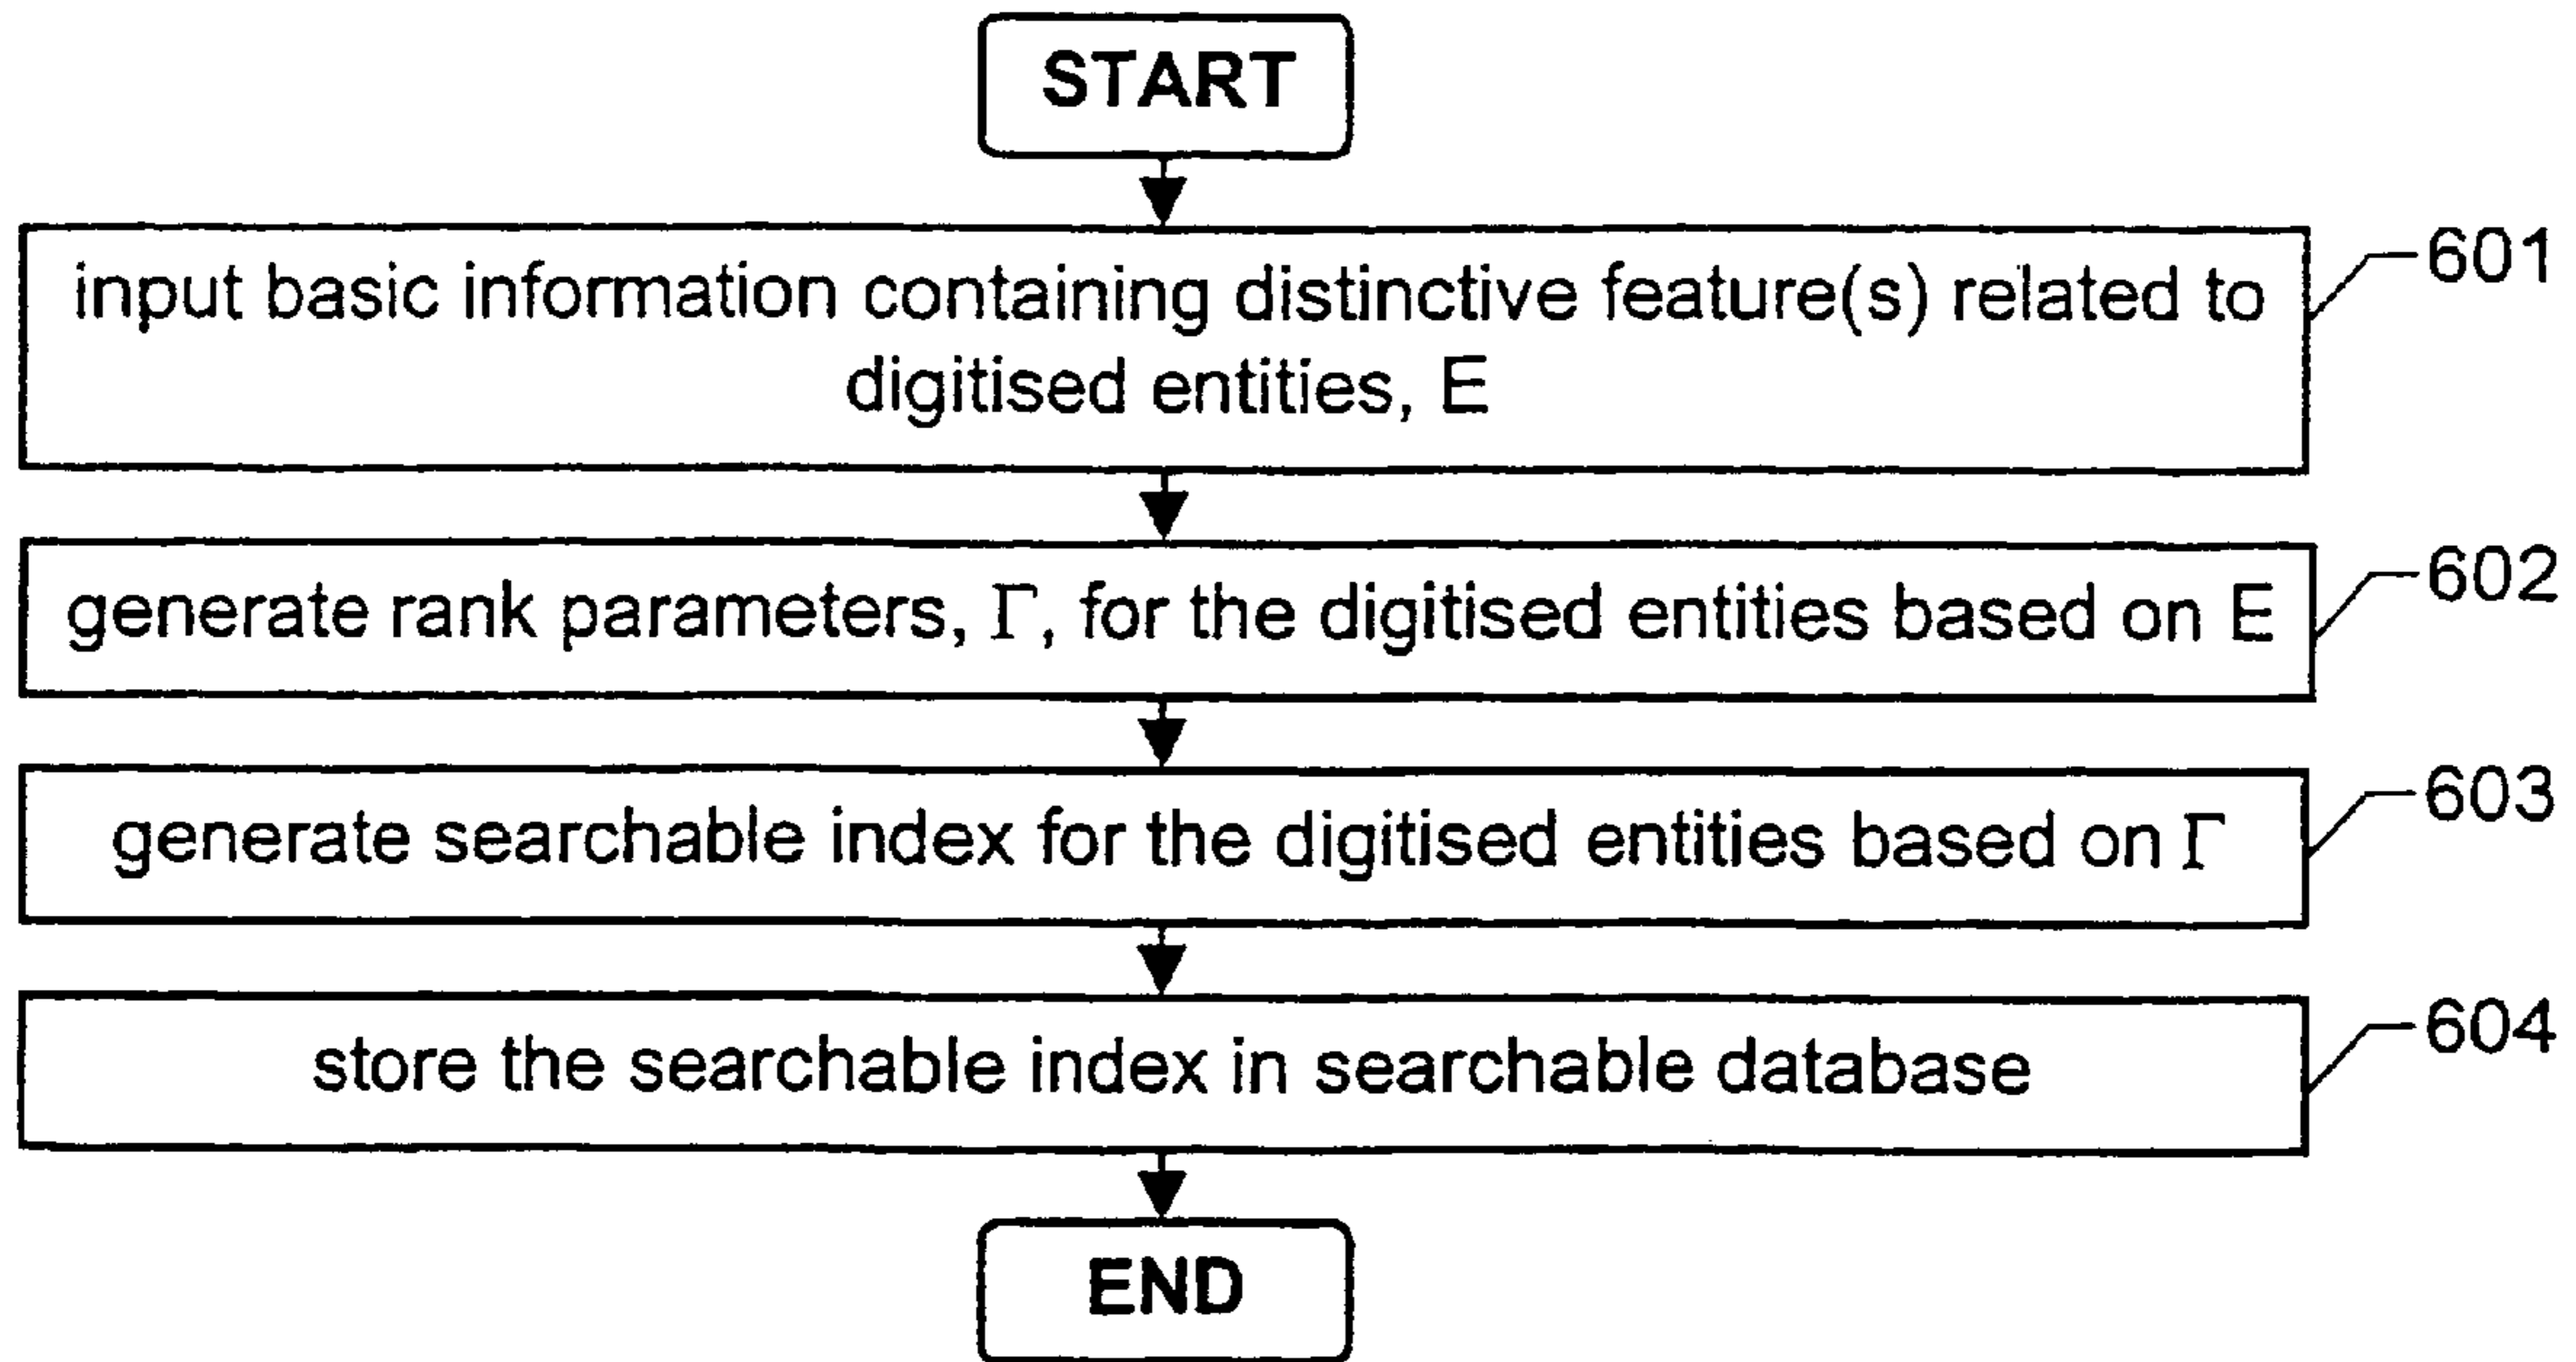 START
input basic information containing distinctive feature(s) related to
digitised entities, E
601
generate rank parameters, Γ, for the digitised entities based on E
602
generate searchable index for the digitised entities based on Γ
603
store the searchable index in searchable database
604
END